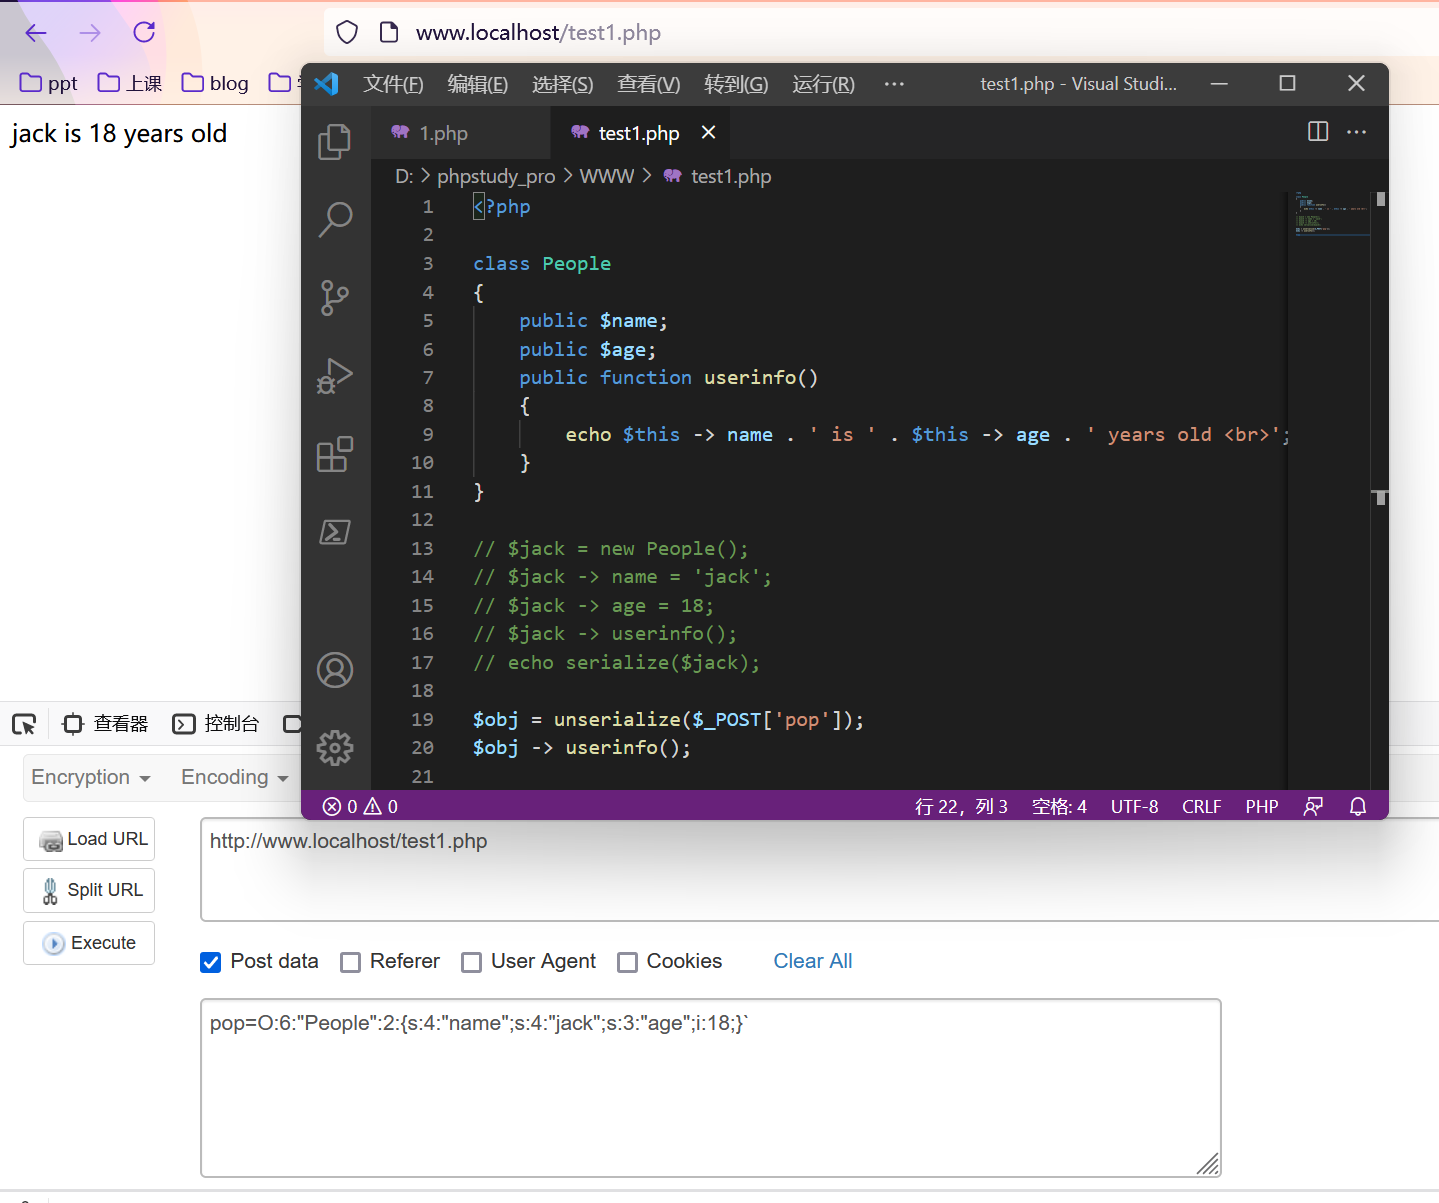 www.localhost/test1.php
ppt 上课 blog
jack is 18 years old
文件(F) 编辑(E) 选择(S) 查看(V) 转到(G) 运行(R) ··· test1.php - Visual Studi...
1.php test1.php
D: > phpstudy_pro > WWW > test1.php
1 <?php
2
3 class People
4 {
5 public $name;
6 public $age;
7 public function userinfo()
8 {
9 echo $this -> name . ' is ' . $this -> age . ' years old <br>';
10 }
11 }
12
13 // $jack = new People();
14 // $jack -> name = 'jack';
15 // $jack -> age = 18;
16 // $jack -> userinfo();
17 // echo serialize($jack);
18
19 $obj = unserialize($_POST['pop']);
20 $obj -> userinfo();
21
0 0 行 22，列 3 空格: 4 UTF-8 CRLF PHP
查看器 控制台
Encryption Encoding
Load URL
Split URL
Execute
http://www.localhost/test1.php
Post data Referer User Agent Cookies Clear All
pop=O:6:"People":2:{s:4:"name";s:4:"jack";s:3:"age";i:18;}`